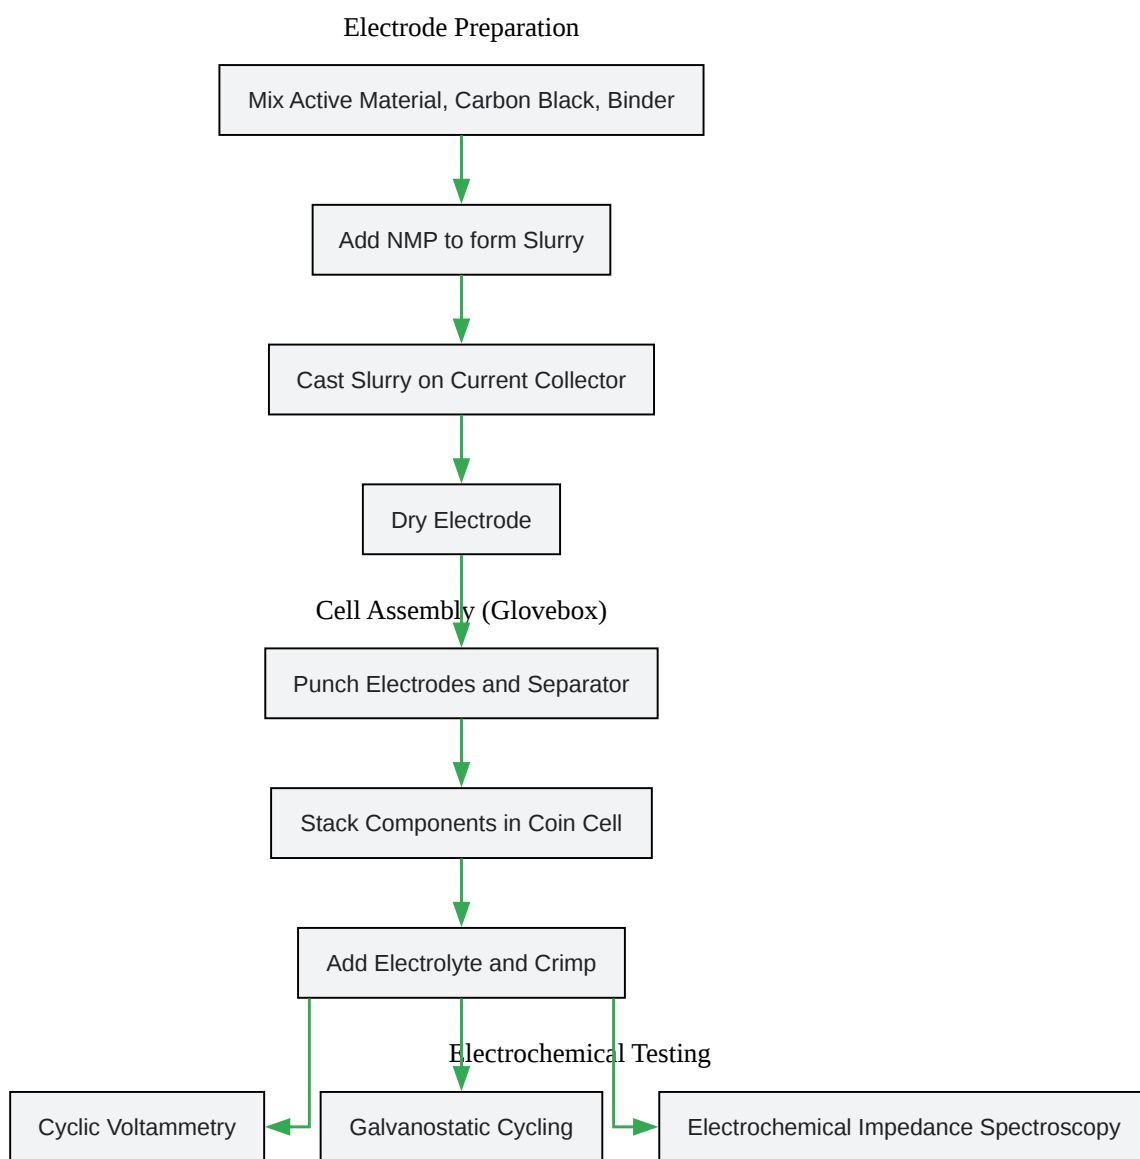 Electrode Preparation
Mix Active Material, Carbon Black, Binder
Add NMP to form Slurry
Cast Slurry on Current Collector
Dry Electrode
Cell Assembly (Glovebox)
Punch Electrodes and Separator
Stack Components in Coin Cell
Add Electrolyte and Crimp
Electrochemical Testing
Cyclic Voltammetry
Galvanostatic Cycling
Electrochemical Impedance Spectroscopy